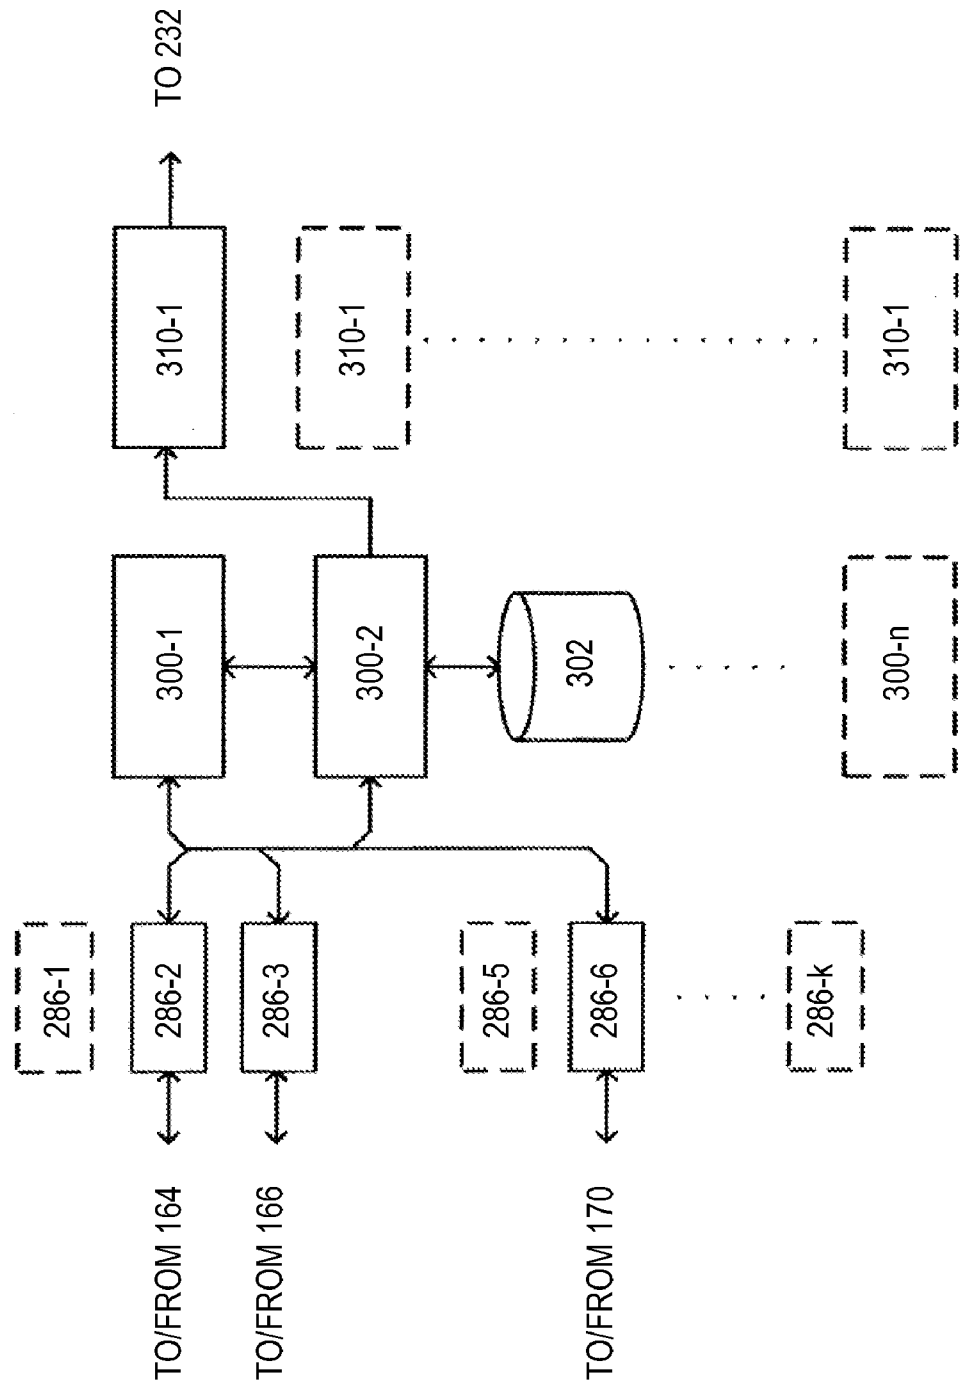 TO/FROM 164
TO/FROM 166
TO/FROM 170
286-1
286-2
286-3
286-5
286-6
286-k
300-1
300-2
302
300-n
310-1
310-1
310-1
TO 232